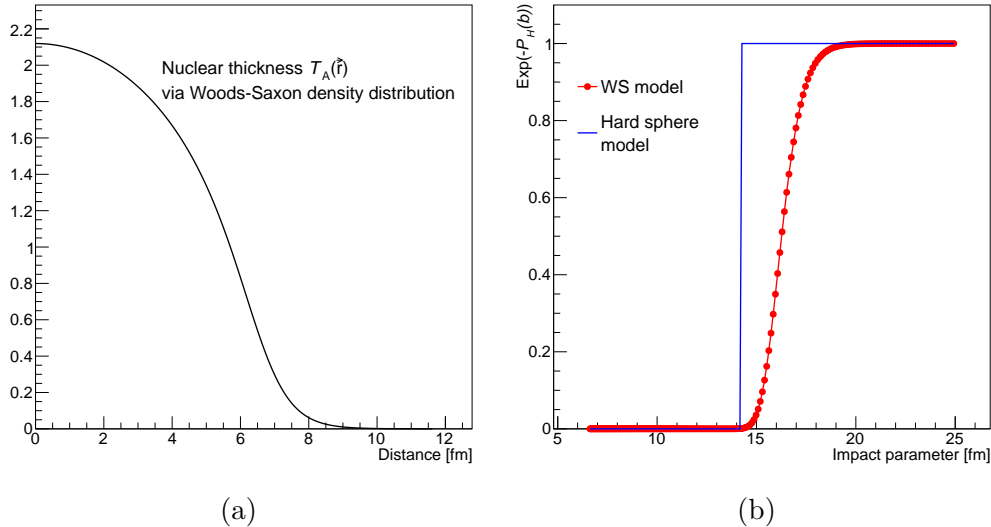 2.2
2
1.8
1.6
1.4
1.2
1
0.8
0.6
0.4
0.2
0
0 2 4 6 8 10 12
Distance [fm]
Nuclear thickness T_A(r⃗)
via Woods-Saxon density distribution
(a)
Exp(-P_H(b))
1
0.8
0.6
0.4
0.2
0
5 10 15 20 25
Impact parameter [fm]
WS model
Hard sphere
model
(b)